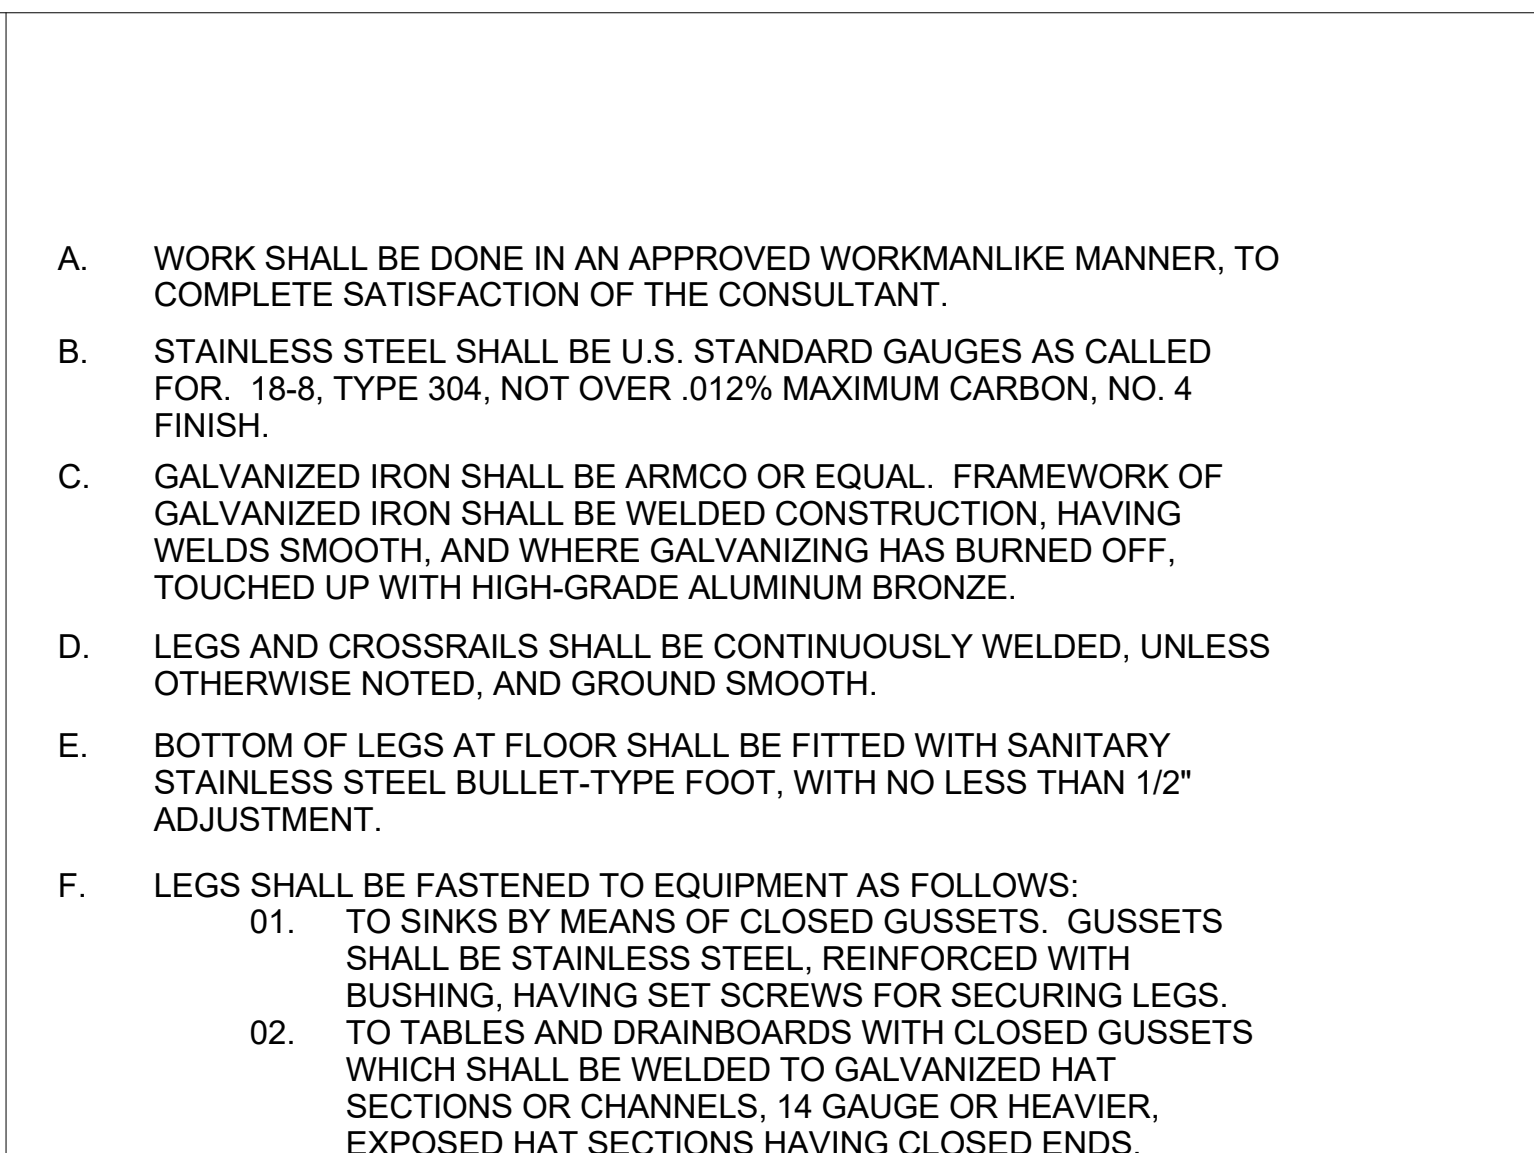 A. WORK SHALL BE DONE IN AN APPROVED WORKMANLIKE MANNER, TO
COMPLETE SATISFACTION OF THE CONSULTANT.
B. STAINLESS STEEL SHALL BE U.S. STANDARD GAUGES AS CALLED
FOR.  18-8, TYPE 304, NOT OVER .012% MAXIMUM CARBON, NO. 4
FINISH.
C. GALVANIZED IRON SHALL BE ARMCO OR EQUAL.  FRAMEWORK OF
GALVANIZED IRON SHALL BE WELDED CONSTRUCTION, HAVING
WELDS SMOOTH, AND WHERE GALVANIZING HAS BURNED OFF,
TOUCHED UP WITH HIGH-GRADE ALUMINUM BRONZE.
D. LEGS AND CROSSRAILS SHALL BE CONTINUOUSLY WELDED, UNLESS
OTHERWISE NOTED, AND GROUND SMOOTH.
E. BOTTOM OF LEGS AT FLOOR SHALL BE FITTED WITH SANITARY
STAINLESS STEEL BULLET-TYPE FOOT, WITH NO LESS THAN 1/2"
ADJUSTMENT.
F. LEGS SHALL BE FASTENED TO EQUIPMENT AS FOLLOWS:
01. TO SINKS BY MEANS OF CLOSED GUSSETS.  GUSSETS
SHALL BE STAINLESS STEEL, REINFORCED WITH
BUSHING, HAVING SET SCREWS FOR SECURING LEGS.
02. TO TABLES AND DRAINBOARDS WITH CLOSED GUSSETS
WHICH SHALL BE WELDED TO GALVANIZED HAT
SECTIONS OR CHANNELS, 14 GAUGE OR HEAVIER,
EXPOSED HAT SECTIONS HAVING CLOSED ENDS.